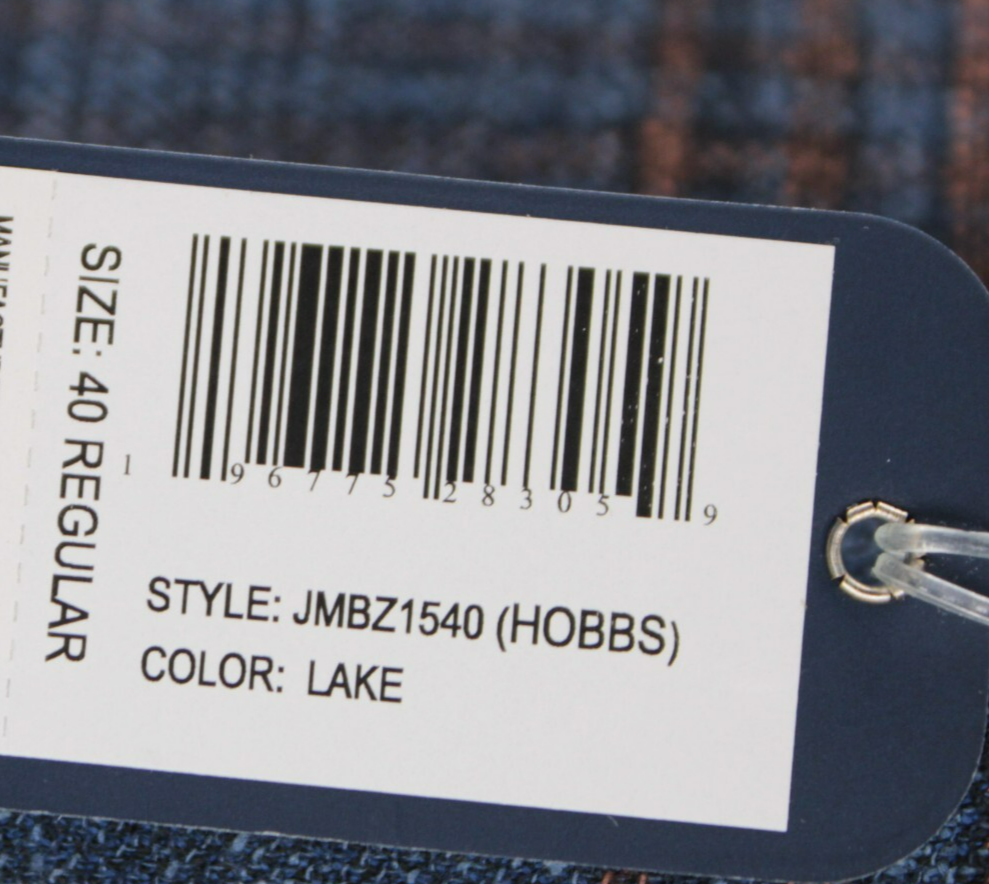 SIZE: 40 REGULAR
1 96775 28305 9
STYLE: JMBZ1540 (HOBBS)
COLOR: LAKE